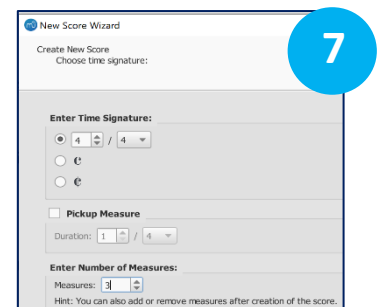 New Score Wizard
7
Create New Score
Choose time signature:
Enter Time Signature:
4 / 4
Pickup Measure
Duration: 1 / 4
Enter Number of Measures:
Measures: 3
Hint: You can also add or remove measures after creation of the score.